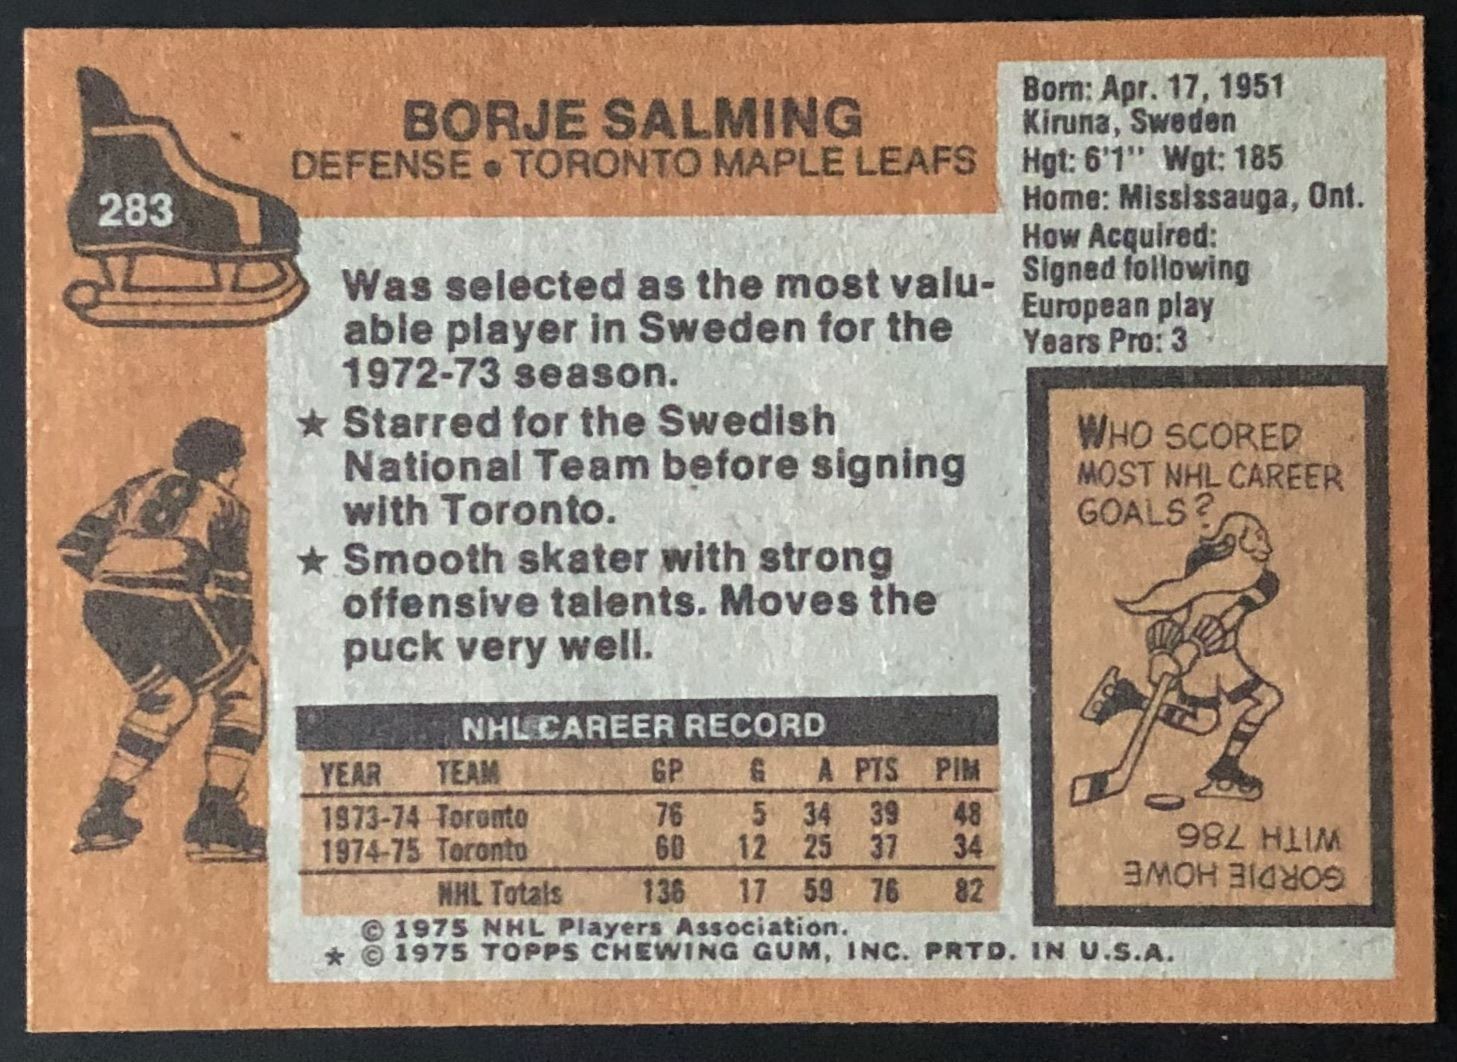 283
BORJE SALMING
DEFENSE • TORONTO MAPLE LEAFS
Born: Apr. 17, 1951
Kiruna, Sweden
Hgt: 6'1" Wgt: 185
Home: Mississauga, Ont.
How Acquired:
Signed following
European play
Years Pro: 3
Was selected as the most valu-
able player in Sweden for the
1972-73 season.
★ Starred for the Swedish
National Team before signing
with Toronto.
★ Smooth skater with strong
offensive talents. Moves the
puck very well.
8
WHO SCORED
MOST NHL CAREER
GOALS?
GORDIE HOWE
WITH 786
NHL CAREER RECORD
YEAR TEAM GP G A PTS PIM
1973-74 Toronto 76 5 34 39 48
1974-75 Toronto 60 12 25 37 34
NHL Totals 136 17 59 76 82
© 1975 NHL Players Association.
★ © 1975 TOPPS CHEWING GUM, INC. PRTD. IN U.S.A.